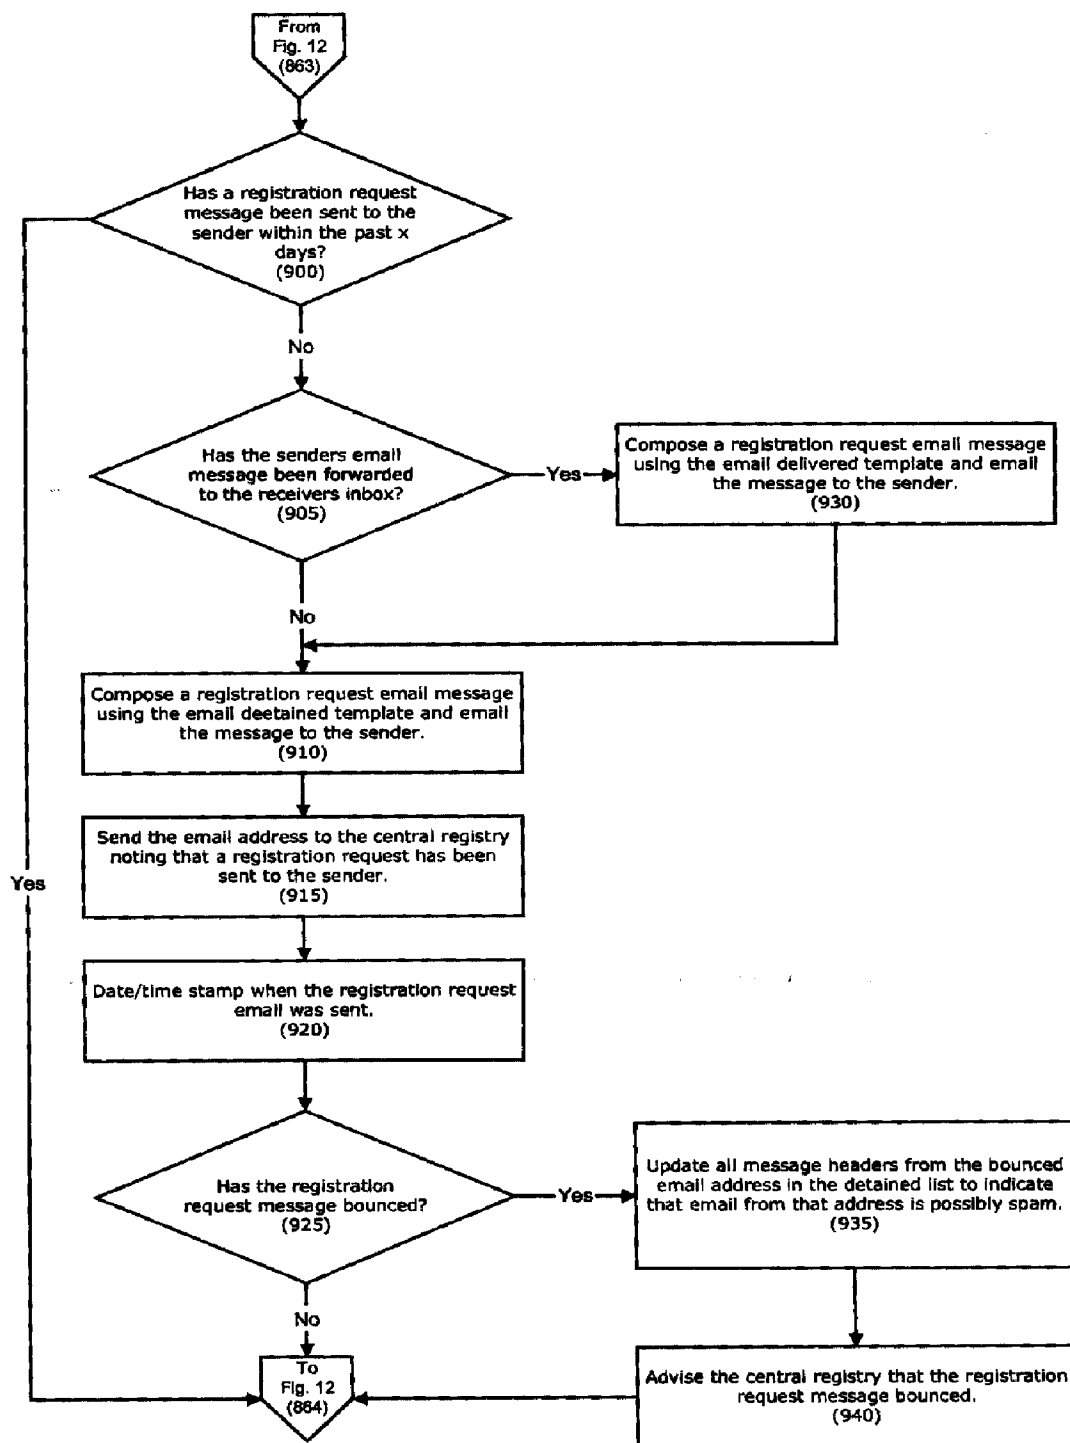 From
Fig. 12
(863)
Has a registration request
message been sent to the
sender within the past x
days?
(900)
No
Has the senders email
message been forwarded
to the receivers inbox?
(905)
Yes
Compose a registration request email message
using the email delivered template and email
the message to the sender.
(930)
No
Compose a registration request email message
using the email deetained template and email
the message to the sender.
(910)
Send the email address to the central registry
noting that a registration request has been
sent to the sender.
(915)
Yes
Date/time stamp when the registration request
email was sent.
(920)
Has the registration
request message bounced?
(925)
Yes
Update all message headers from the bounced
email address in the detained list to indicate
that email from that address is possibly spam.
(935)
No
To
Fig. 12
(864)
Advise the central registry that the registration
request message bounced.
(940)